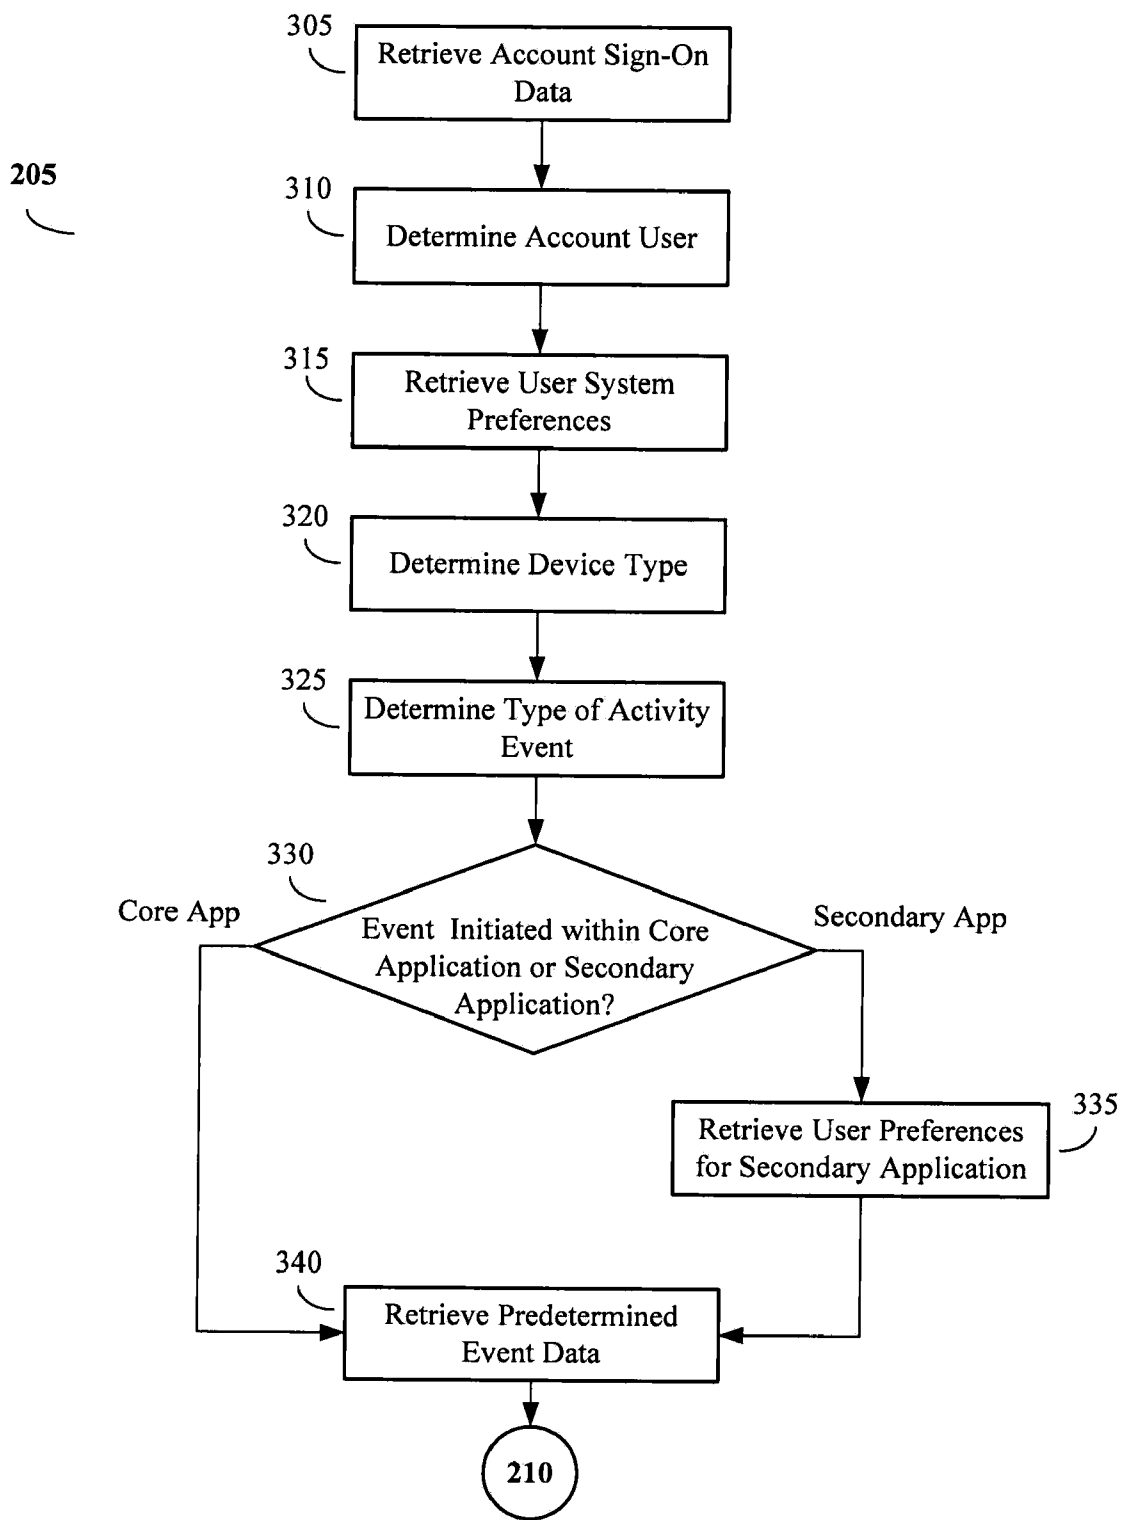 305
Retrieve Account Sign-On
Data
205
310
Determine Account User
315
Retrieve User System
Preferences
320
Determine Device Type
325
Determine Type of Activity
Event
330
Core App
Secondary App
Event Initiated within Core
Application or Secondary
Application?
335
Retrieve User Preferences
for Secondary Application
340
Retrieve Predetermined
Event Data
210